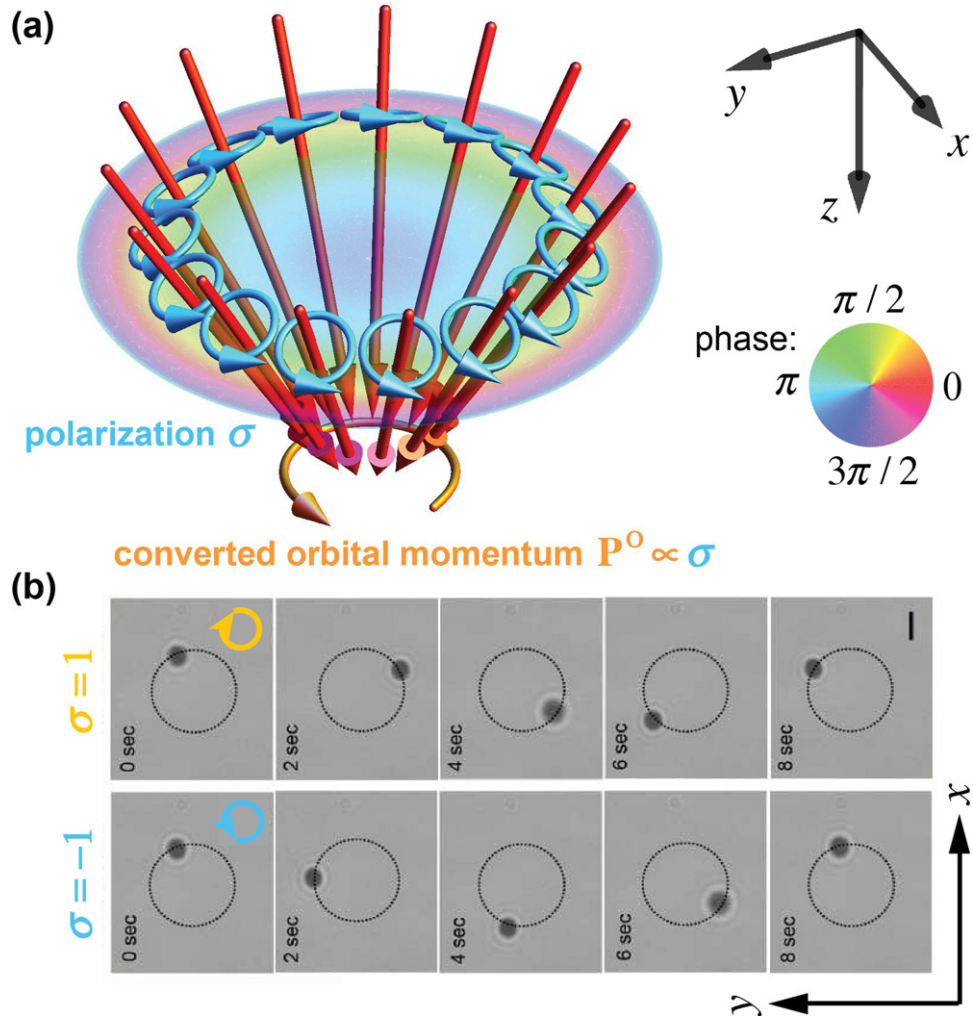 (a)
y
x
z
phase:
π / 2
π
0
3π / 2
polarization σ
converted orbital momentum P^O ∝ σ
(b)
σ = 1
0 sec
2 sec
4 sec
6 sec
8 sec
σ = −1
0 sec
2 sec
4 sec
6 sec
8 sec
x
y